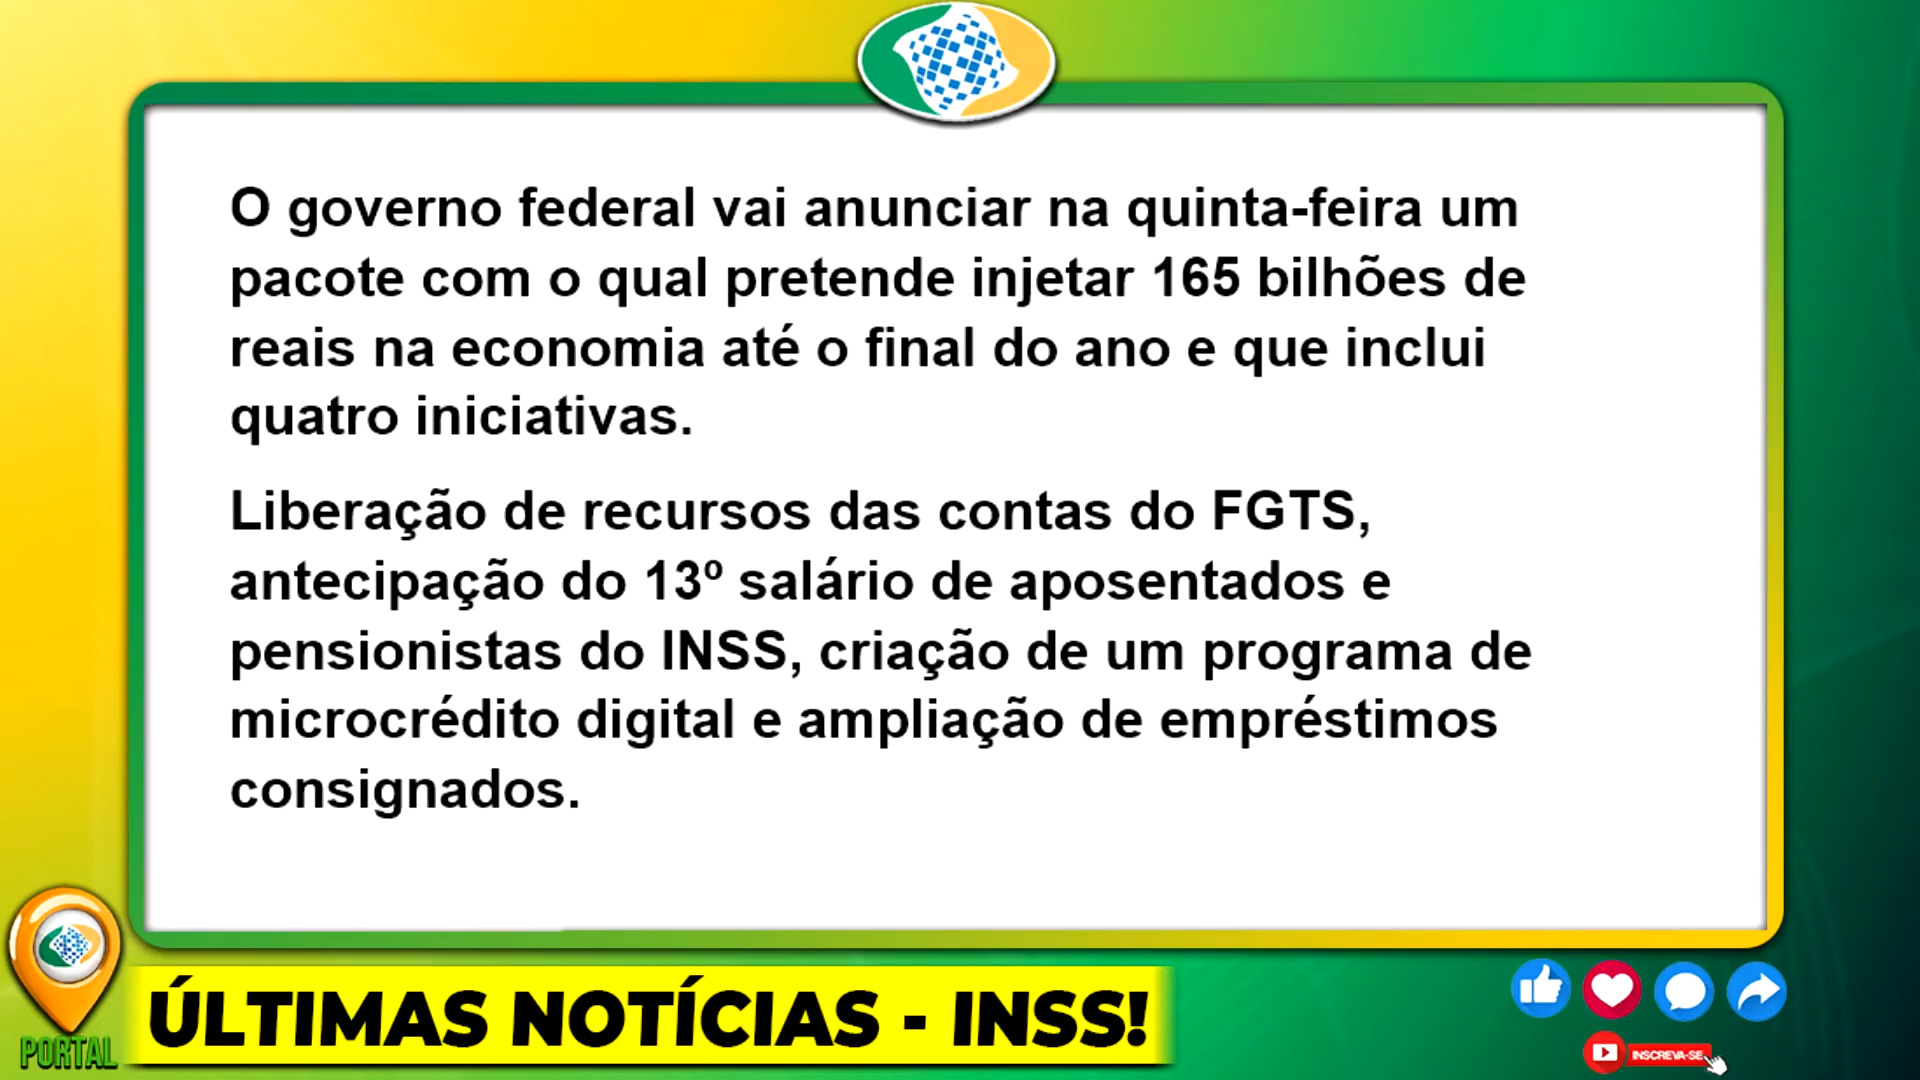 O governo federal vai anunciar na quinta-feira um
pacote com o qual pretende injetar 165 bilhões de
reais na economia até o final do ano e que inclui
quatro iniciativas.
Liberação de recursos das contas do FGTS,
antecipação do 13º salário de aposentados e
pensionistas do INSS, criação de um programa de
microcrédito digital e ampliação de empréstimos
consignados.
PORTAL
ÚLTIMAS NOTÍCIAS - INSS!
INSCREVA-SE